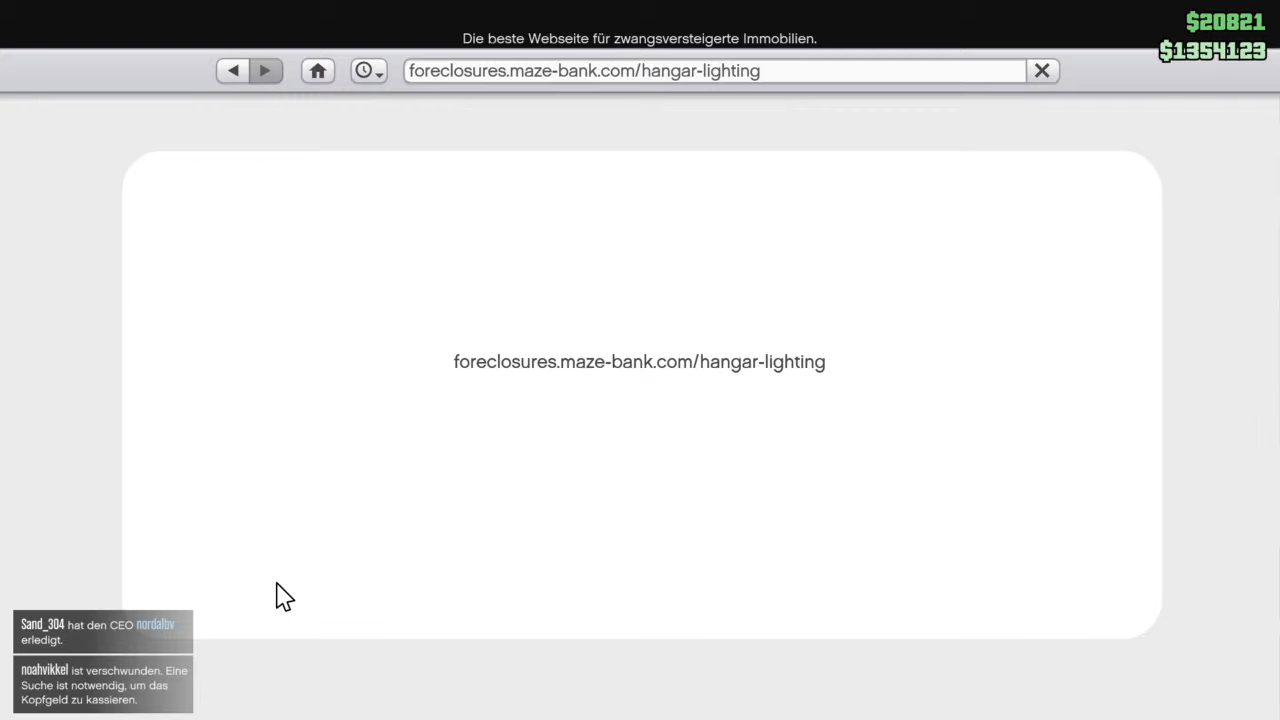 $20821
Die beste Webseite für zwangsversteigerte Immobilien.
$1354123
foreclosures.maze-bank.com/hangar-lighting
foreclosures.maze-bank.com/hangar-lighting
Sand_304 hat den CEO nordalbv
erledigt.
noahvikkel ist verschwunden. Eine
Suche ist notwendig, um das
Kopfgeld zu kassieren.